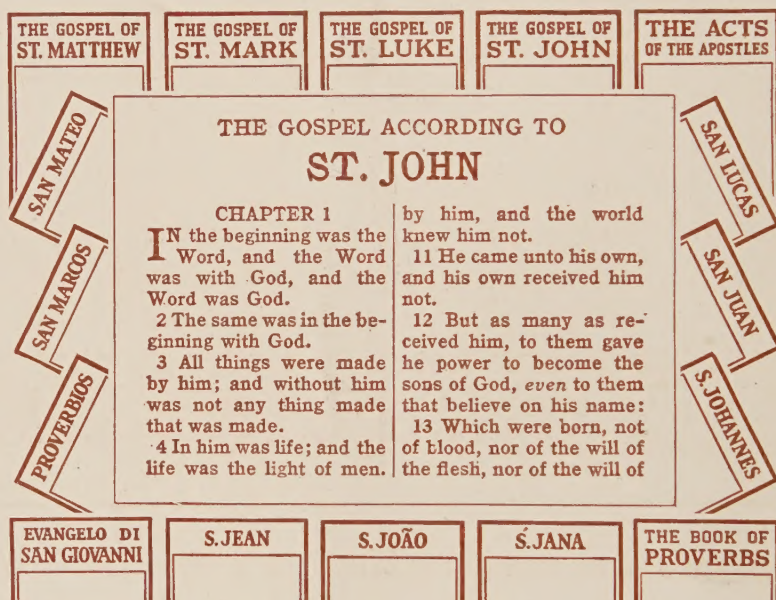 THE GOSPEL OF
ST. MATTHEW
THE GOSPEL OF
ST. MARK
THE GOSPEL OF
ST. LUKE
THE GOSPEL OF
ST. JOHN
THE ACTS
OF THE APOSTLES
SAN MATEO
SAN MARCOS
PROVERBIOS
THE GOSPEL ACCORDING TO
ST. JOHN
CHAPTER 1
IN the beginning was the
Word, and the Word
was with God, and the
Word was God.
2 The same was in the be-
ginning with God.
3 All things were made
by him; and without him
was not any thing made
that was made.
4 In him was life; and the
life was the light of men.
by him, and the world
knew him not.
11 He came unto his own,
and his own received him
not.
12 But as many as re-
ceived him, to them gave
he power to become the
sons of God, even to them
that believe on his name:
13 Which were born, not
of blood, nor of the will of
the flesh, nor of the will of
SAN LUCAS
SAN JUAN
S. JOHANNES
EVANGELO DI
SAN GIOVANNI
S. JEAN
S. JOÃO
Ś. JANA
THE BOOK OF
PROVERBS